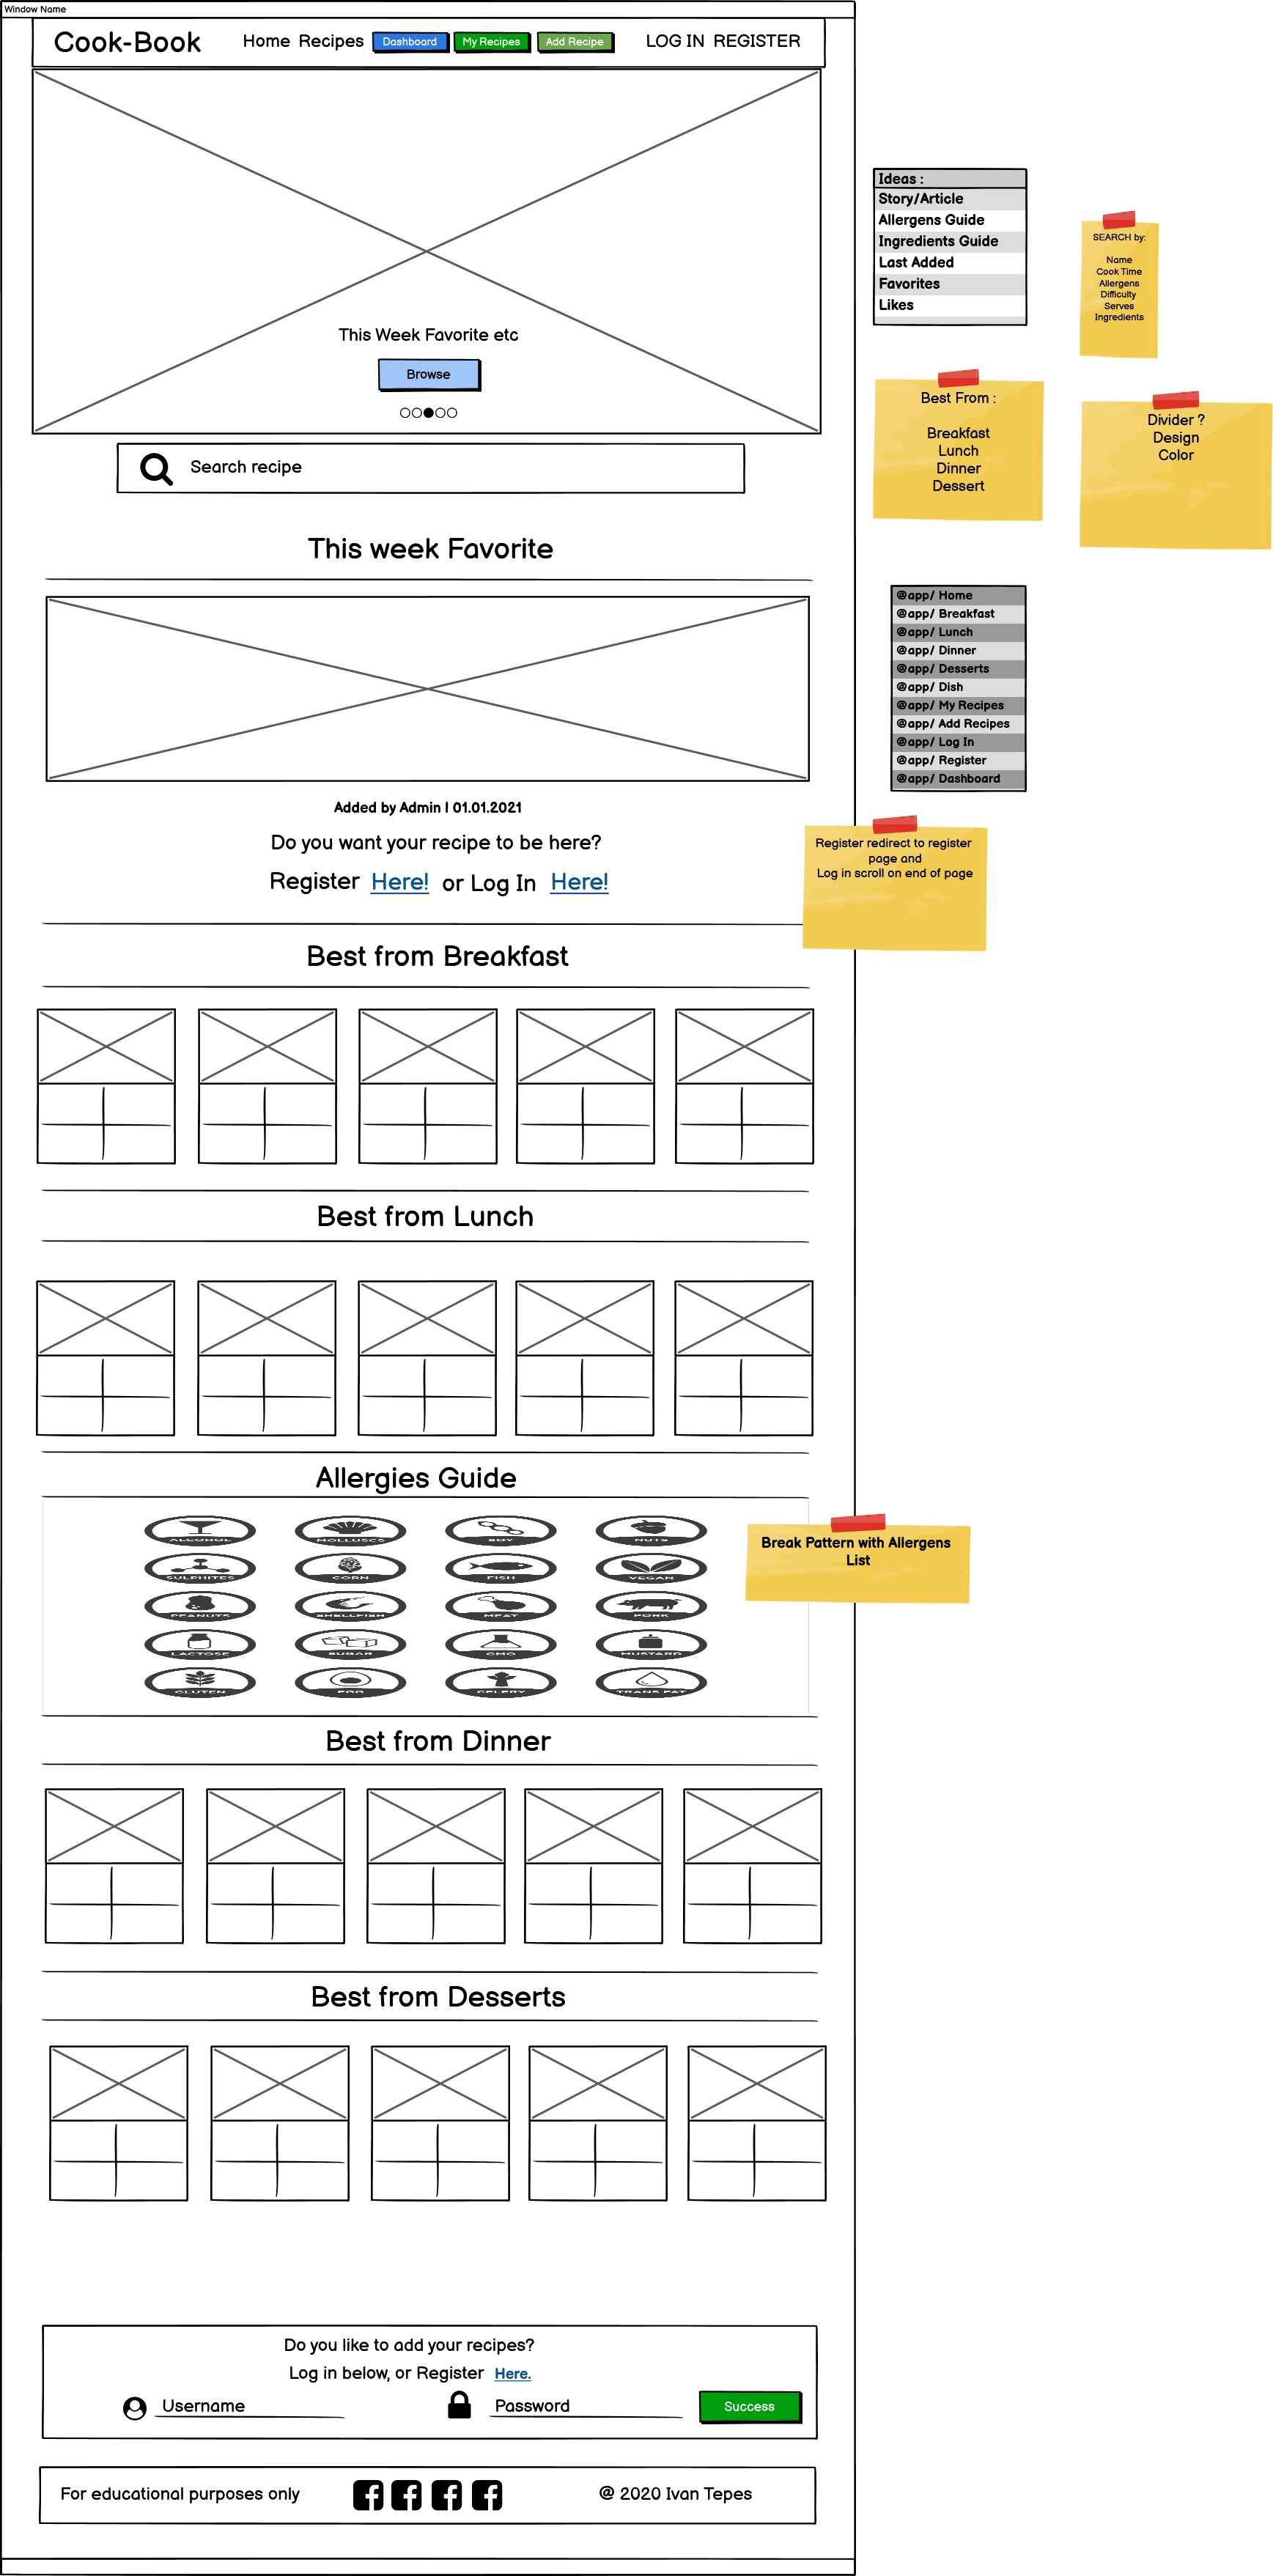 Window Name
Cook-Book
Home Recipes Dashboard My Recipes Add Recipe LOG IN REGISTER
This Week Favorite etc
Browse
Search recipe
This week Favorite
Added by Admin | 01.01.2021
Do you want your recipe to be here?
Register Here! or Log In Here!
Best from Breakfast
Best from Lunch
Allergies Guide
ALCOHOL MOLLUSCS SOY NUTS
SULPHITES CORN FISH VEGAN
PEANUTS SHELLFISH MEAT PORK
LACTOSE SUGAR GMO MUSTARD
GLUTEN EGG CELERY TRANS FAT
Best from Dinner
Best from Desserts
Do you like to add your recipes?
Log in below, or Register Here.
Username Password Success
For educational purposes only @ 2020 Ivan Tepes
Ideas :
Story/Article
Allergens Guide
Ingredients Guide
Last Added
Favorites
Likes
SEARCH by:
Name
Cook Time
Allergens
Difficulty
Serves
Ingredients
Best From :
Breakfast
Lunch
Dinner
Dessert
Divider ?
Design
Color
@app/ Home
@app/ Breakfast
@app/ Lunch
@app/ Dinner
@app/ Desserts
@app/ Dish
@app/ My Recipes
@app/ Add Recipes
@app/ Log In
@app/ Register
@app/ Dashboard
Register redirect to register
page and
Log in scroll on end of page
Break Pattern with Allergens
List